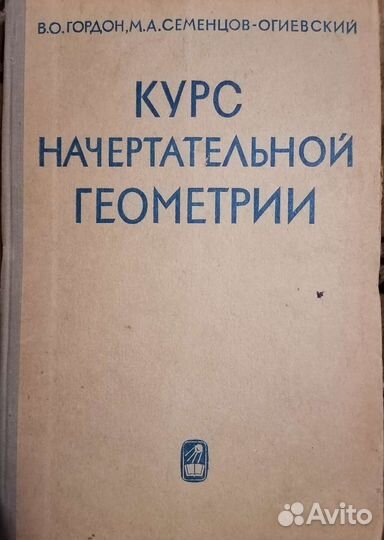 В.О.ГОРДОН, М.А.СЕМЕНЦОВ-ОГИЕВСКИЙ
КУРС
НАЧЕРТАТЕЛЬНОЙ
ГЕОМЕТРИИ
Avito